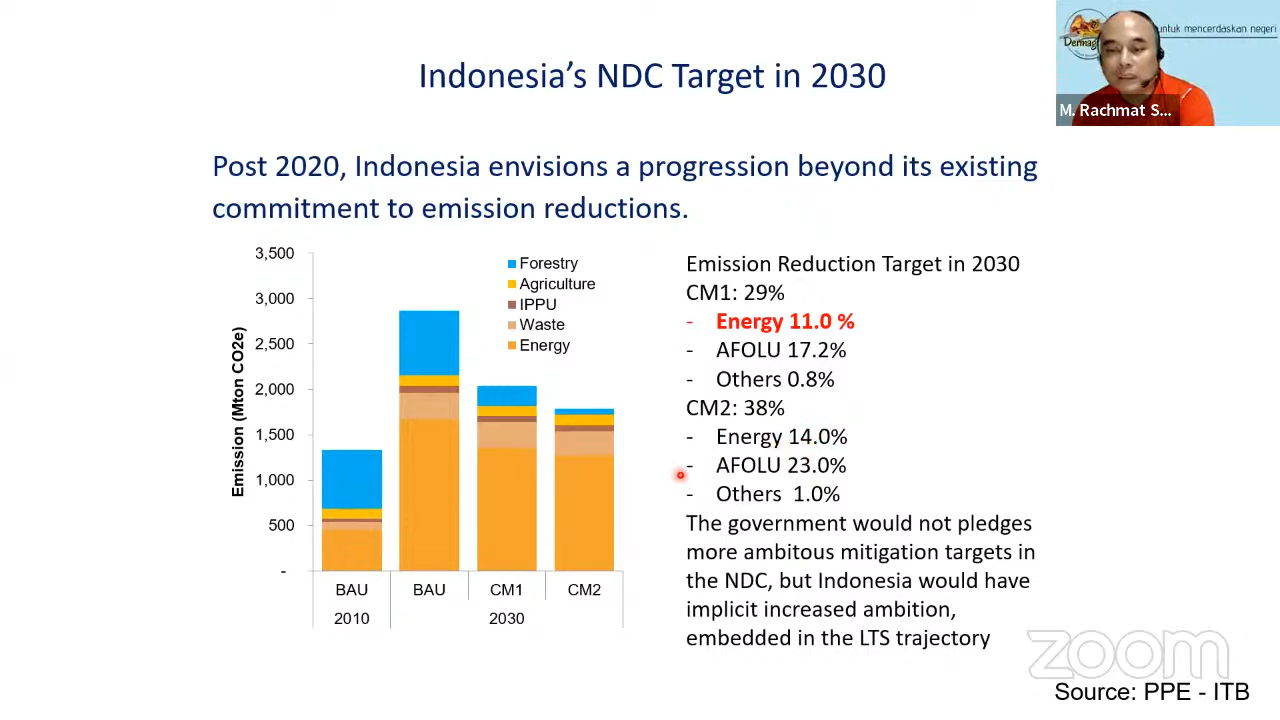 Dermag
untuk mencerdaskan negeri
M. Rachmat S...
Indonesia’s NDC Target in 2030
Post 2020, Indonesia envisions a progression beyond its existing
commitment to emission reductions.
Emission (Mton CO2e)
3,500
3,000
2,500
2,000
1,500
1,000
500
-
Forestry
Agriculture
IPPU
Waste
Energy
BAU
BAU
CM1
CM2
2010
2030
Emission Reduction Target in 2030
CM1: 29%
- Energy 11.0 %
- AFOLU 17.2%
- Others 0.8%
CM2: 38%
- Energy 14.0%
- AFOLU 23.0%
- Others 1.0%
The government would not pledges
more ambitous mitigation targets in
the NDC, but Indonesia would have
implicit increased ambition,
embedded in the LTS trajectory
zoom
Source: PPE - ITB